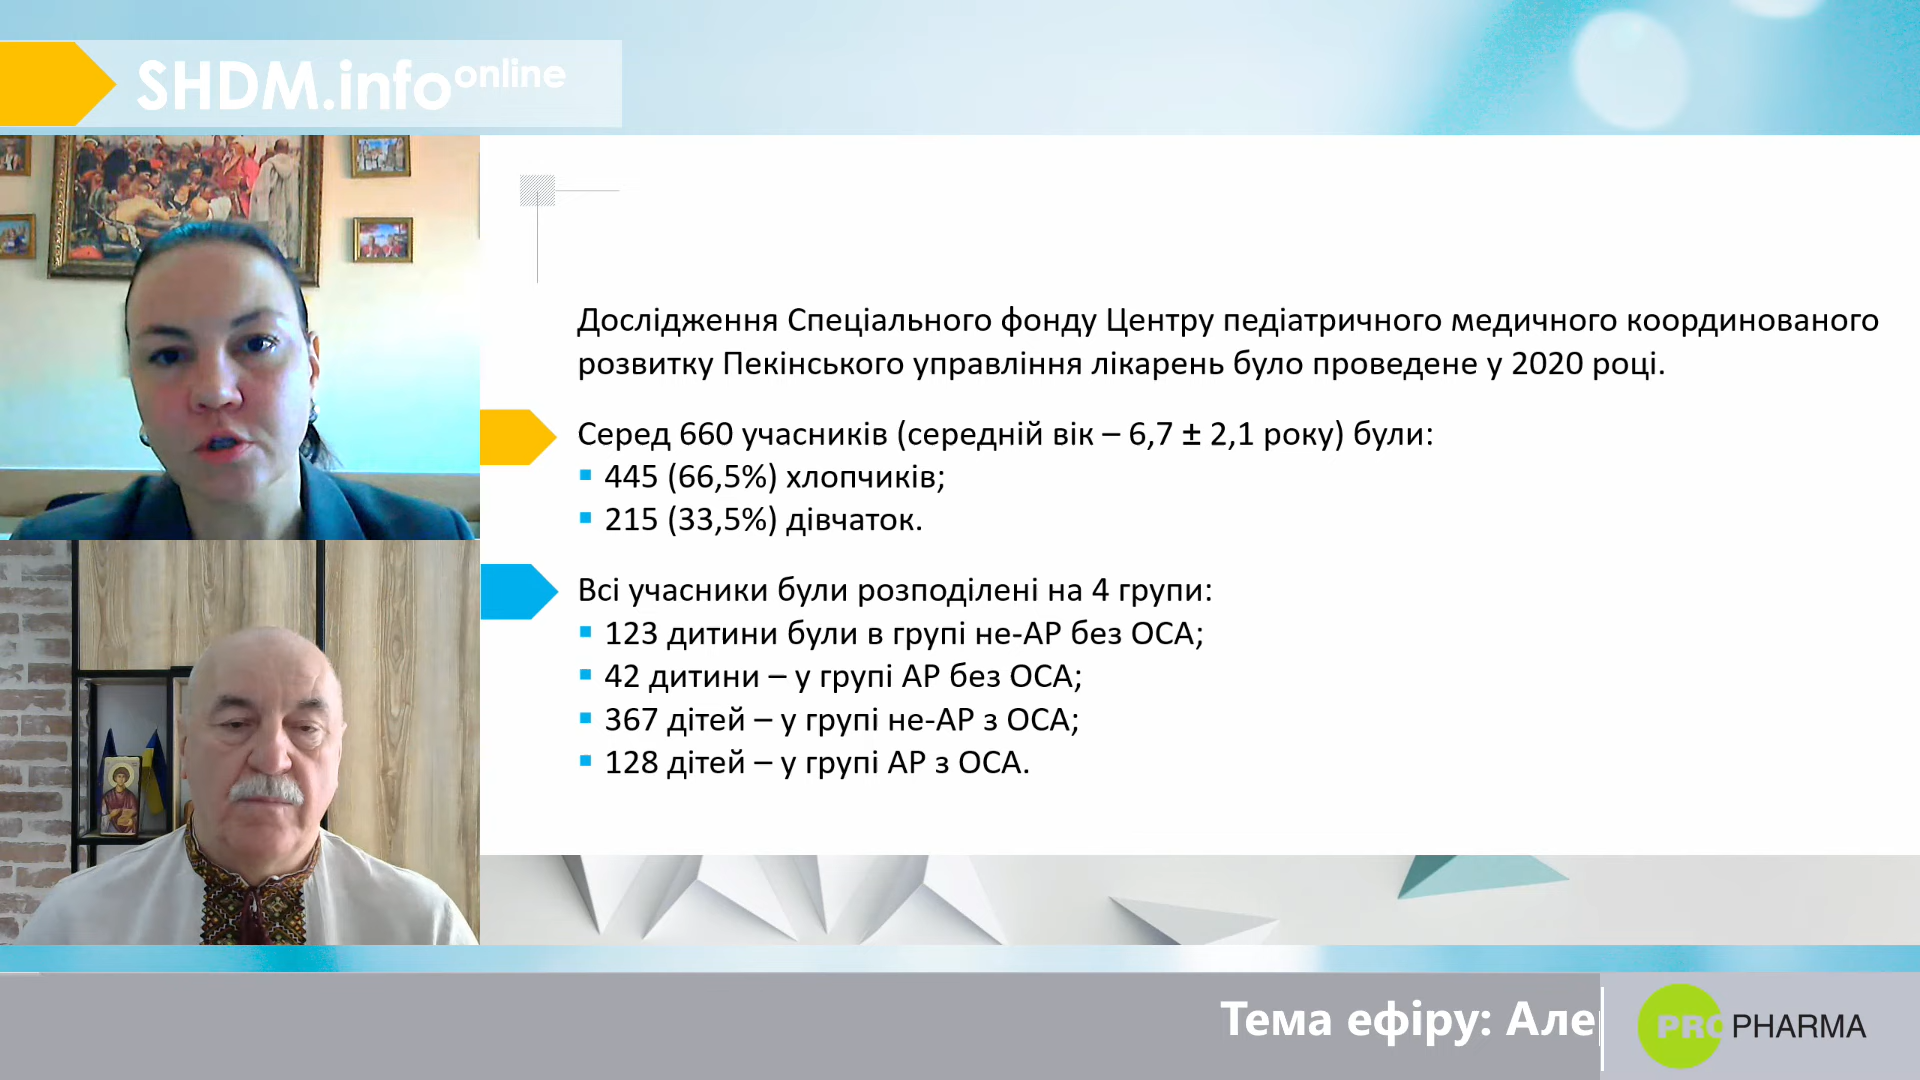 SHDM.info online
Дослідження Спеціального фонду Центру педіатричного медичного координованого
розвитку Пекінського управління лікарень було проведене у 2020 році.
Серед 660 учасників (середній вік – 6,7 ± 2,1 року) були:
445 (66,5%) хлопчиків;
215 (33,5%) дівчаток.
Всі учасники були розподілені на 4 групи:
123 дитини були в групі не-АР без ОСА;
42 дитини – у групі АР без ОСА;
367 дітей – у групі не-АР з ОСА;
128 дітей – у групі АР з ОСА.
Тема ефіру: Але
PRO PHARMA